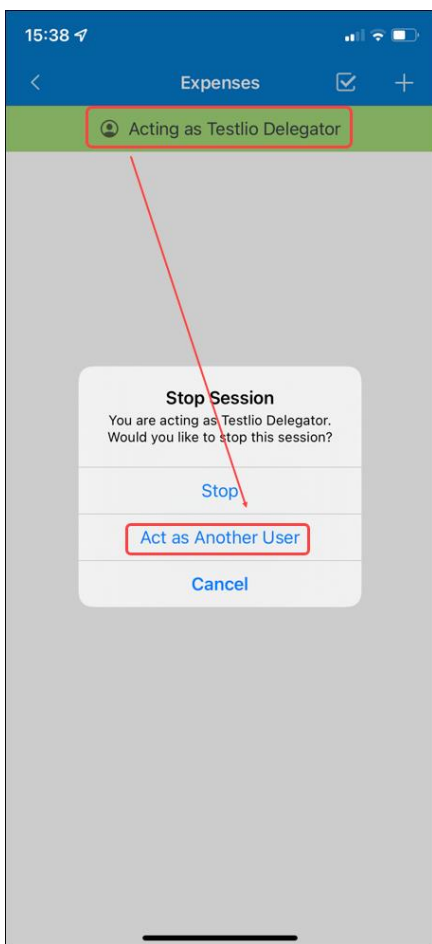 15:38
Expenses
Acting as Testlio Delegator
Stop Session
You are acting as Testlio Delegator.
Would you like to stop this session?
Stop
Act as Another User
Cancel